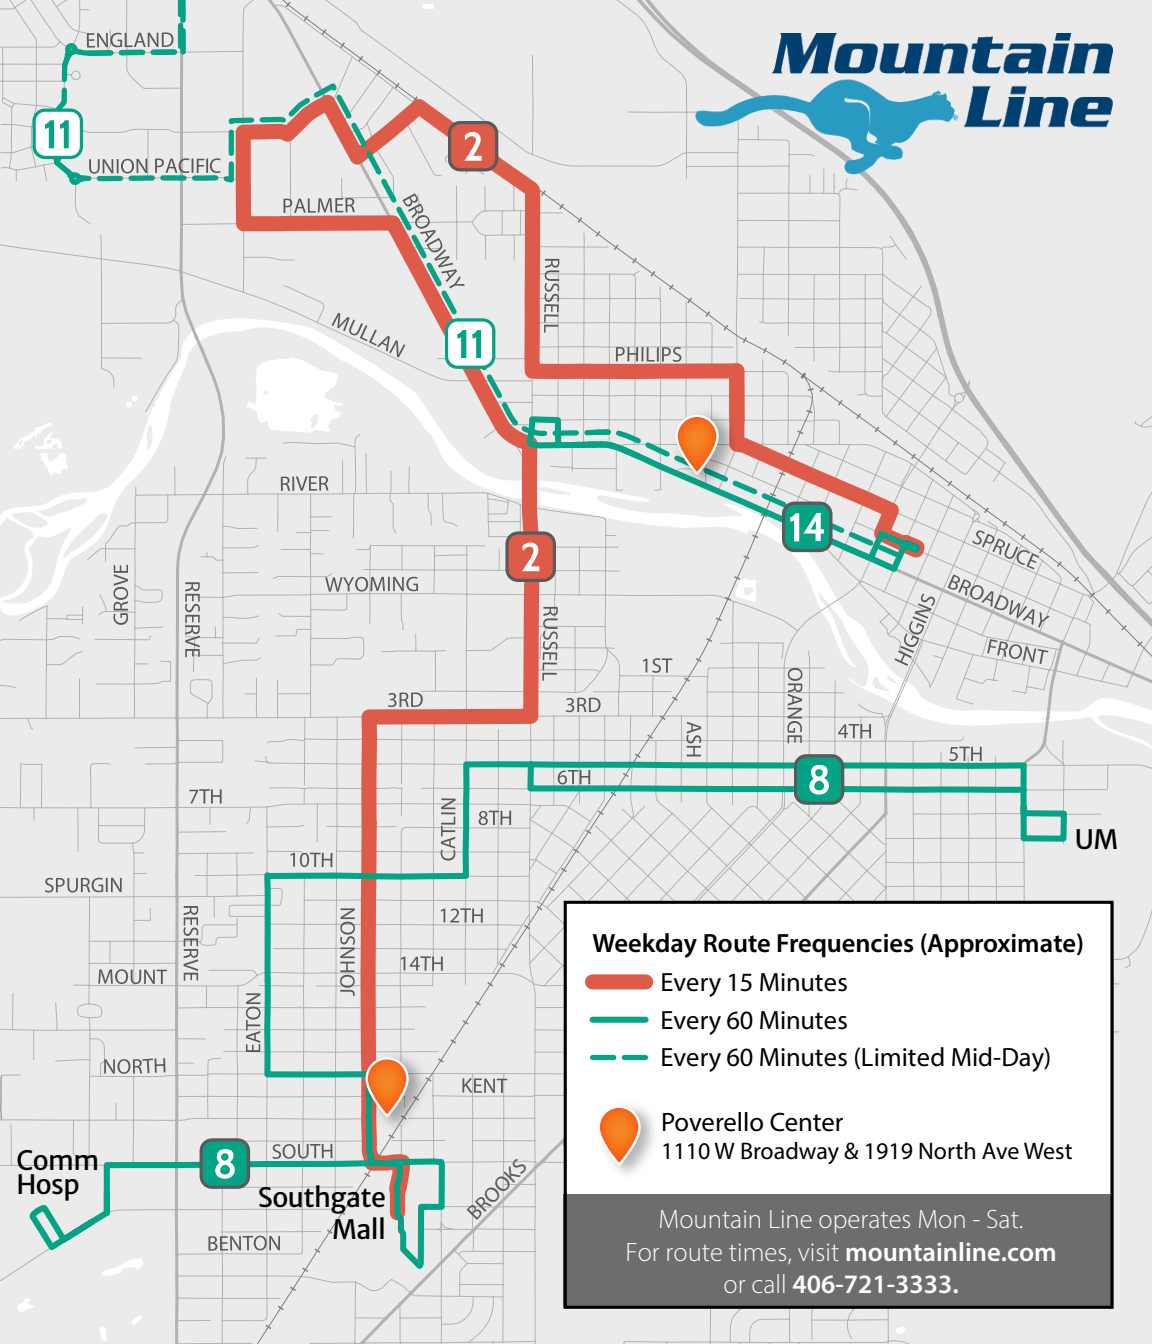 Mountain
Line
ENGLAND
11
UNION PACIFIC
2
PALMER
BROADWAY
RUSSELL
MULLAN
11
PHILIPS
RIVER
14
SPRUCE
2
WYOMING
BROADWAY
GROVE
RESERVE
HIGGINS
FRONT
RUSSELL
1ST
3RD
3RD
ORANGE
ASH
4TH
5TH
6TH
8
7TH
CATLIN
8TH
UM
10TH
SPURGIN
12TH
RESERVE
JOHNSON
14TH
MOUNT
EATON
NORTH
KENT
Comm
Hosp
8
SOUTH
Southgate
Mall
BROOKS
BENTON
Weekday Route Frequencies (Approximate)
Every 15 Minutes
Every 60 Minutes
Every 60 Minutes (Limited Mid-Day)
Poverello Center
1110 W Broadway & 1919 North Ave West
Mountain Line operates Mon - Sat.
For route times, visit mountainline.com
or call 406-721-3333.